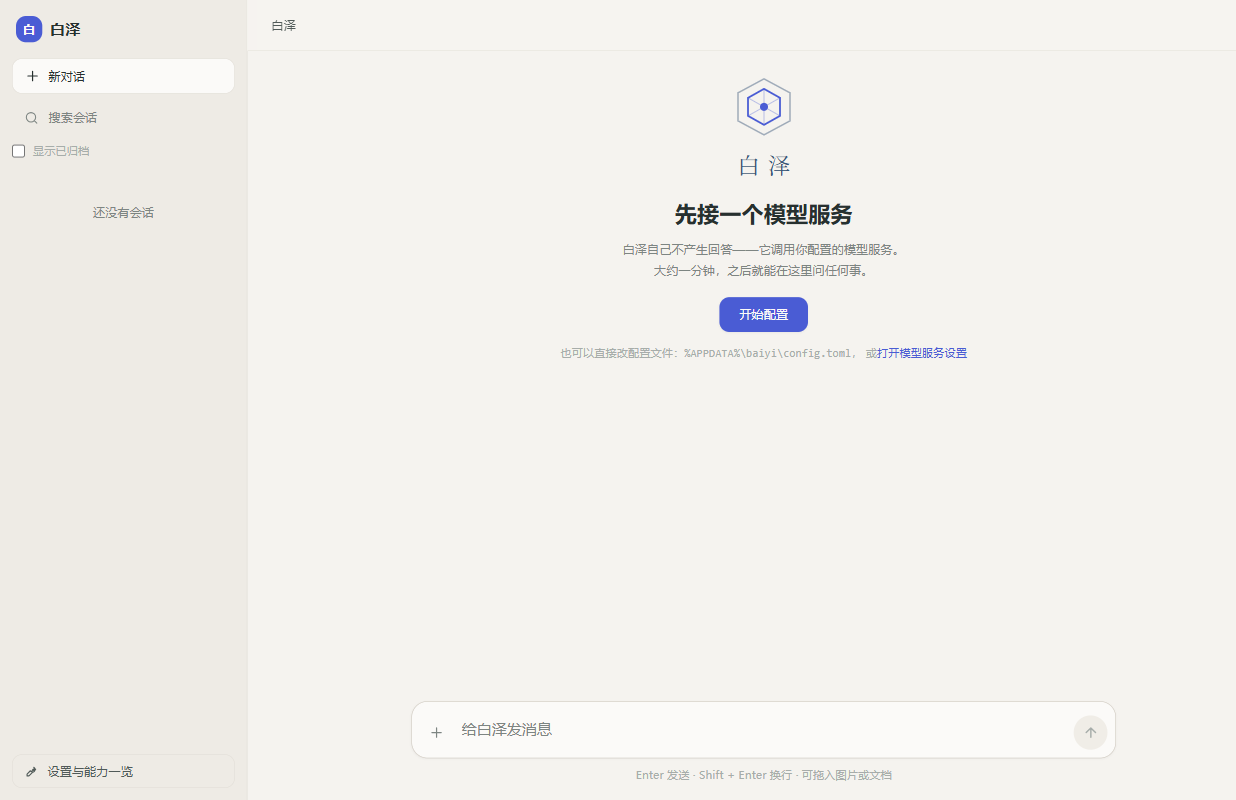 白 白泽
白泽
新对话
搜索会话
显示已归档
还没有会话
白 泽
先接一个模型服务
白泽自己不产生回答——它调用你配置的模型服务。
大约一分钟，之后就能在这里问任何事。
开始配置
也可以直接改配置文件：%APPDATA%\baiyi\config.toml， 或打开模型服务设置
给白泽发消息
Enter 发送 · Shift + Enter 换行 · 可拖入图片或文档
设置与能力一览